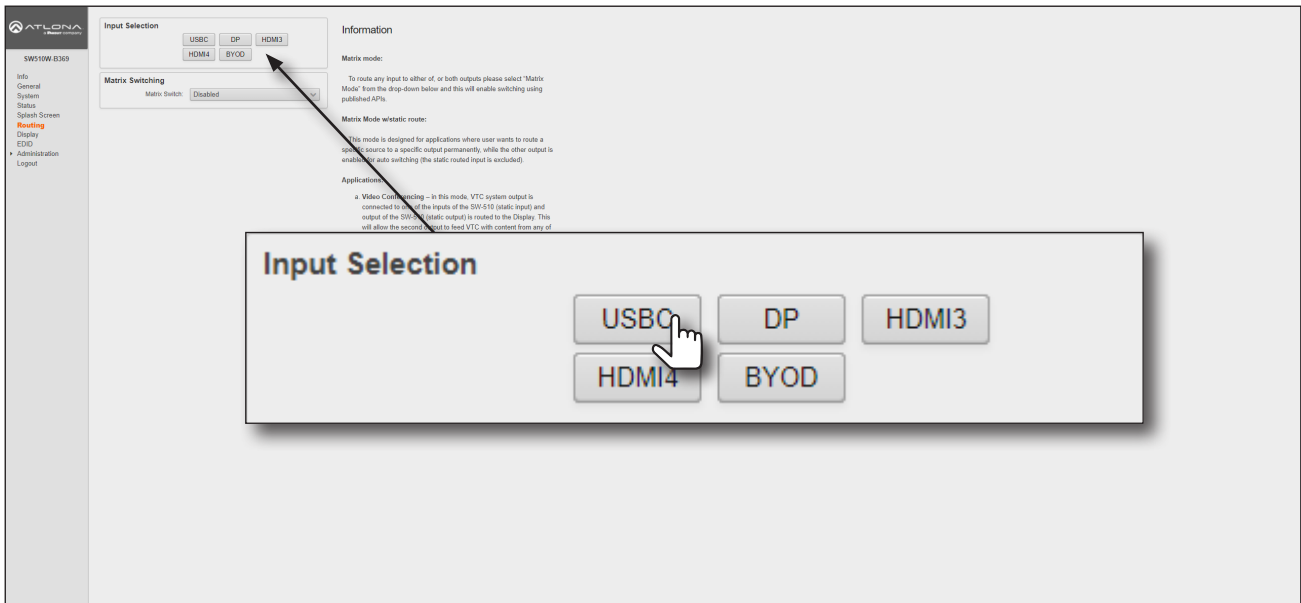 ATLONA
a Panduit company
SW510W-B369
Info
General
System
Status
Splash Screen
Routing
Display
EDID
Administration
Logout
Input Selection
USBC DP HDMI3
HDMI4 BYOD
Matrix Switching
Matrix Switch: Disabled
Information
Matrix mode:
To route any input to either of, or both outputs please select "Matrix
Mode" from the drop-down below and this will enable switching using
published APIs.
Matrix Mode w/static route:
This mode is designed for applications where user wants to route a
specific source to a specific output permanently, while the other output is
enabled for auto switching (the static routed input is excluded).
Applications:
a. Video Conferencing – in this mode, VTC system output is
connected to one of the inputs of the SW-510 (static input) and
output of the SW-510 (static output) is routed to the Display. This
will allow the second output to feed VTC with content from any of
Input Selection
USBC DP HDMI3
HDMI4 BYOD